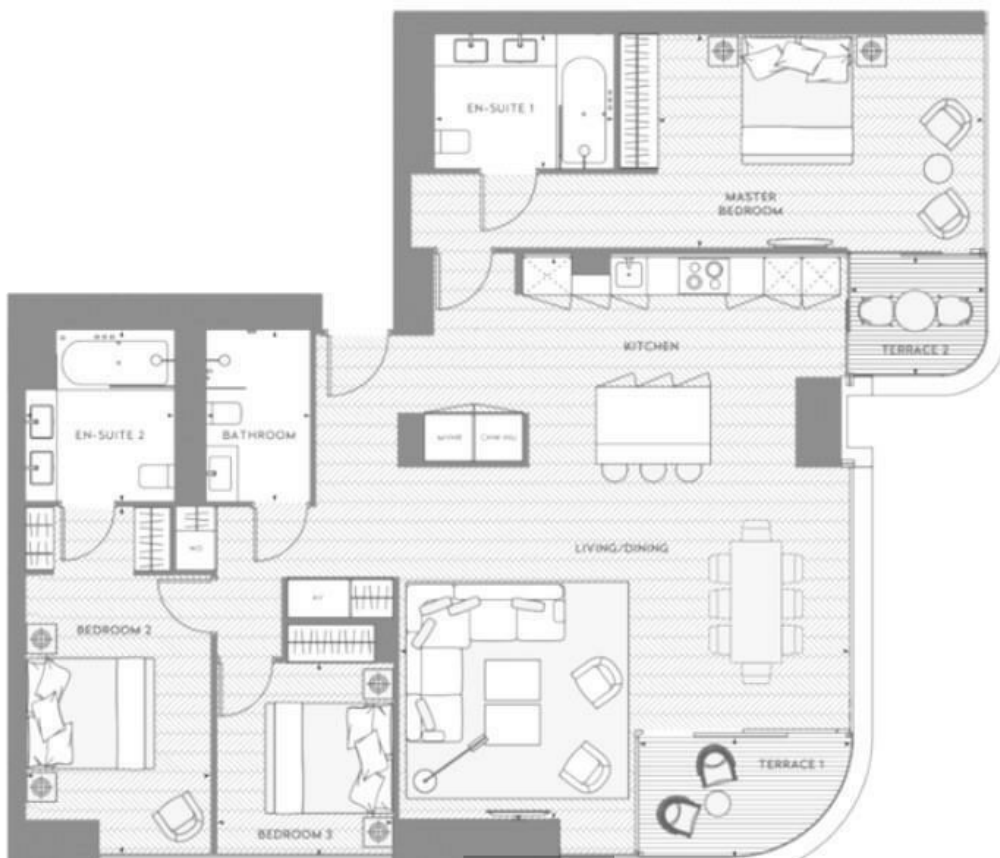 EN-SUITE 1
MASTER
BEDROOM
KITCHEN
TERRACE 2
EN-SUITE 2
BATHROOM
LIVING/DINING
BEDROOM 2
TERRACE 1
BEDROOM 3